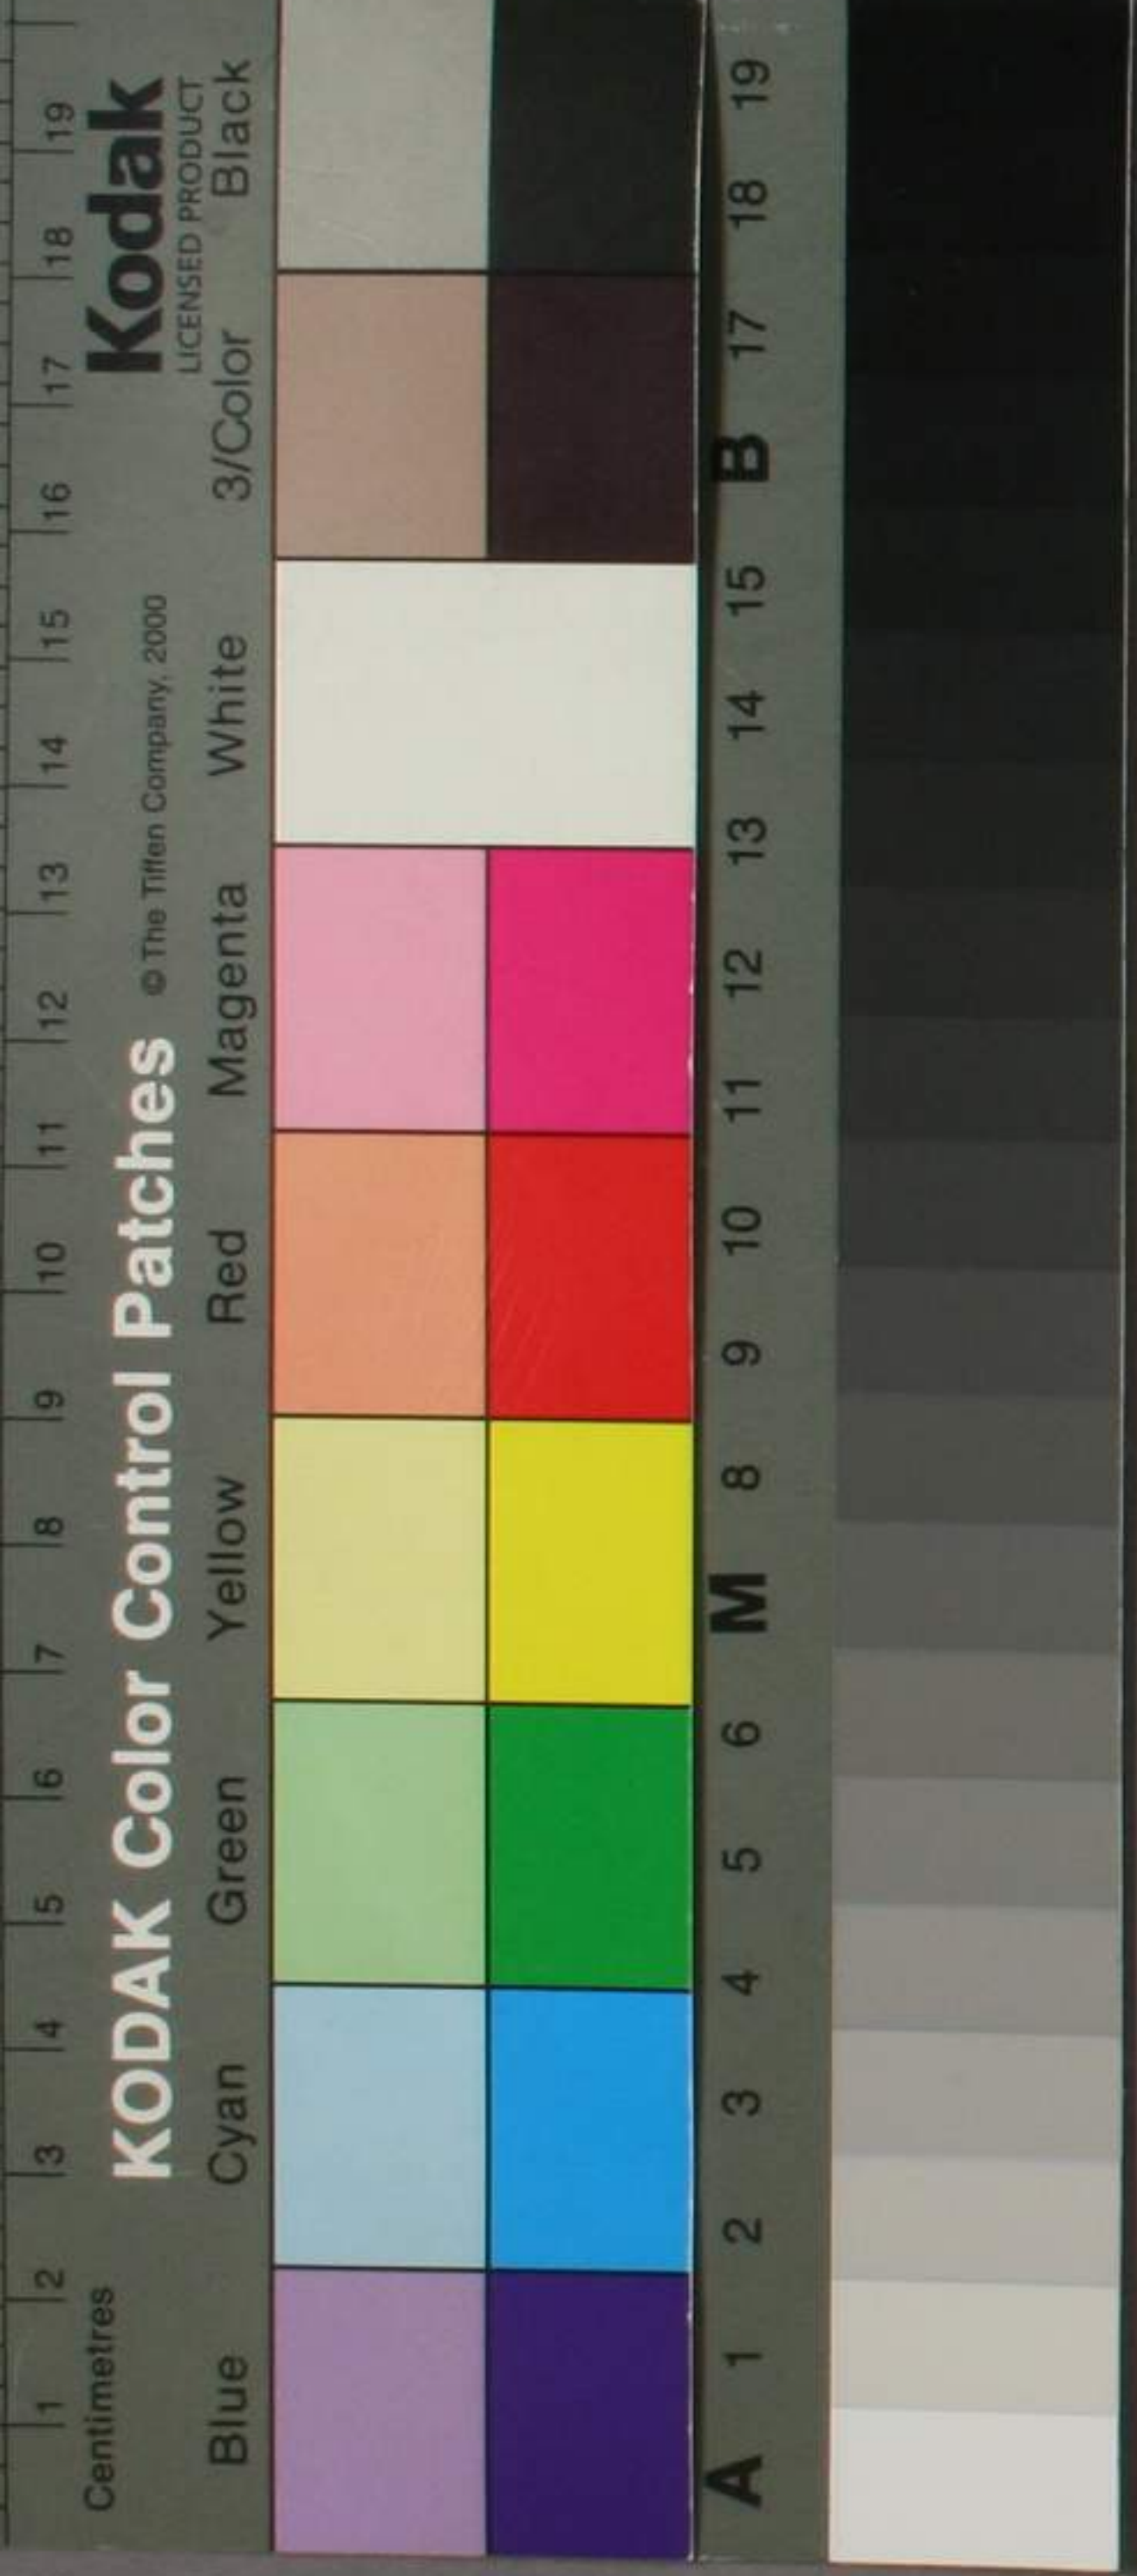 Centimetres
1 2 3 4 5 6 7 8 9 10 11 12 13 14 15 16 17 18 19
KODAK Color Control Patches © The Tiffen Company, 2000
Kodak
LICENSED PRODUCT
Blue Cyan Green Yellow Red Magenta White 3/Color Black
A 1 2 3 4 5 6 M 8 9 10 11 12 13 14 15 B 17 18 19